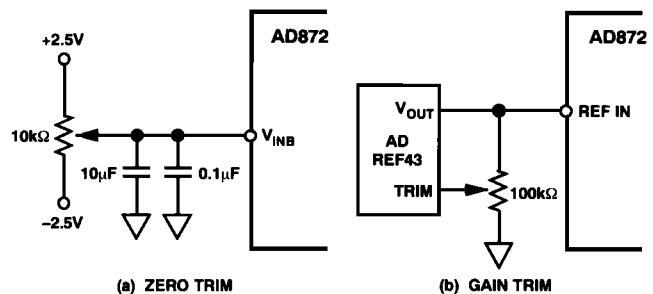 +2.5V
10kΩ
–2.5V
10μF
0.1μF
V_INB
AD872
(a) ZERO TRIM
AD872
V_OUT
AD
REF43
TRIM
REF IN
100kΩ
(b) GAIN TRIM